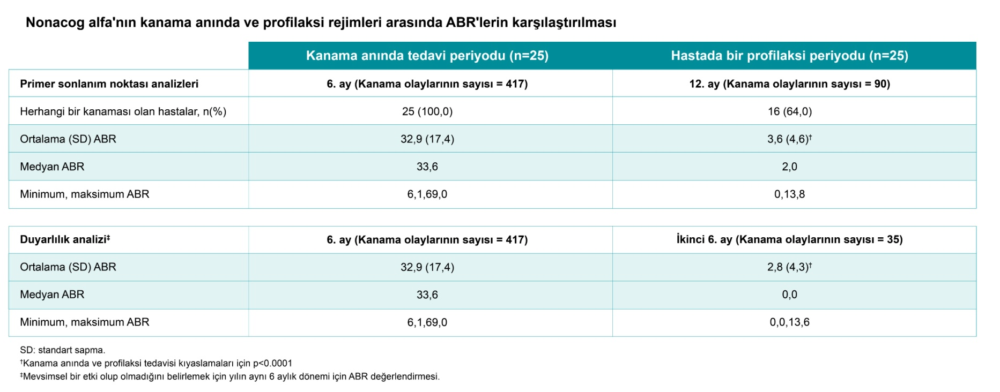 Nonacog alfa'nın kanama anında ve profilaksi rejimleri arasında ABR'lerin karşılaştırılması
Kanama anında tedavi periyodu (n=25) Hastada bir profilaksi periyodu (n=25)
Primer sonlanım noktası analizleri 6. ay (Kanama olaylarının sayısı = 417) 12. ay (Kanama olaylarının sayısı = 90)
Herhangi bir kanaması olan hastalar, n(%) 25 (100,0) 16 (64,0)
Ortalama (SD) ABR 32,9 (17,4) 3,6 (4,6)†
Medyan ABR 33,6 2,0
Minimum, maksimum ABR 6,1,69,0 0,13,8
Duyarlılık analizi‡ 6. ay (Kanama olaylarının sayısı = 417) İkinci 6. ay (Kanama olaylarının sayısı = 35)
Ortalama (SD) ABR 32,9 (17,4) 2,8 (4,3)†
Medyan ABR 33,6 0,0
Minimum, maksimum ABR 6,1,69,0 0,0,13,6
SD: standart sapma.
†Kanama anında ve profilaksi tedavisi kıyaslamaları için p<0.0001
‡Mevsimsel bir etki olup olmadığını belirlemek için yılın aynı 6 aylık dönemi için ABR değerlendirmesi.